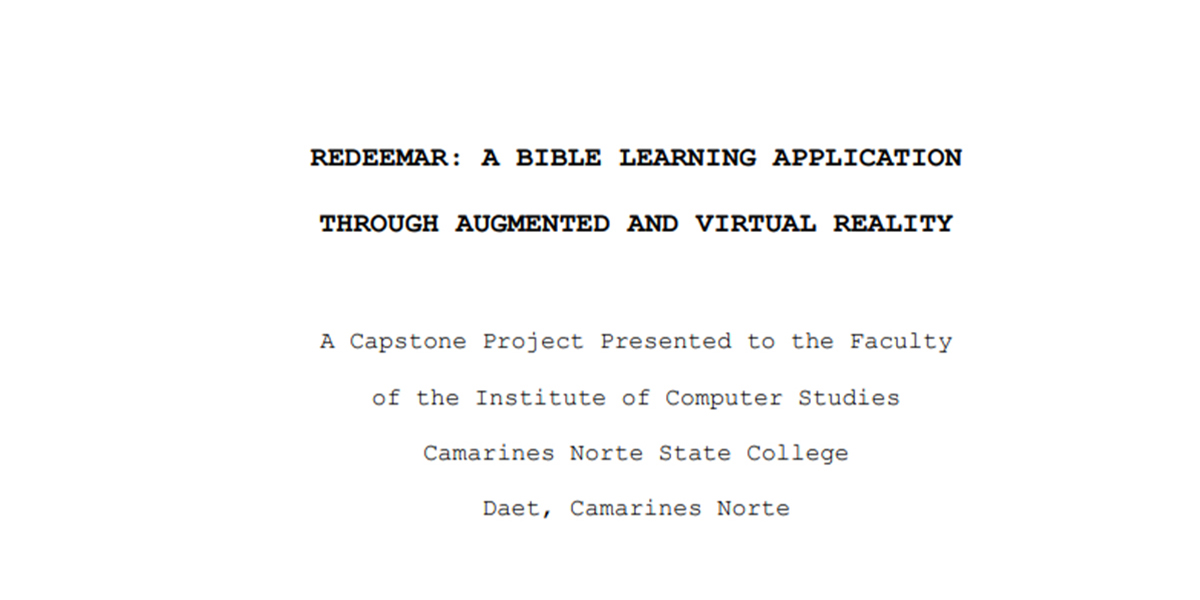 REDEEMAR: A BIBLE LEARNING APPLICATION
THROUGH AUGMENTED AND VIRTUAL REALITY
A Capstone Project Presented to the Faculty
of the Institute of Computer Studies
Camarines Norte State College
Daet, Camarines Norte